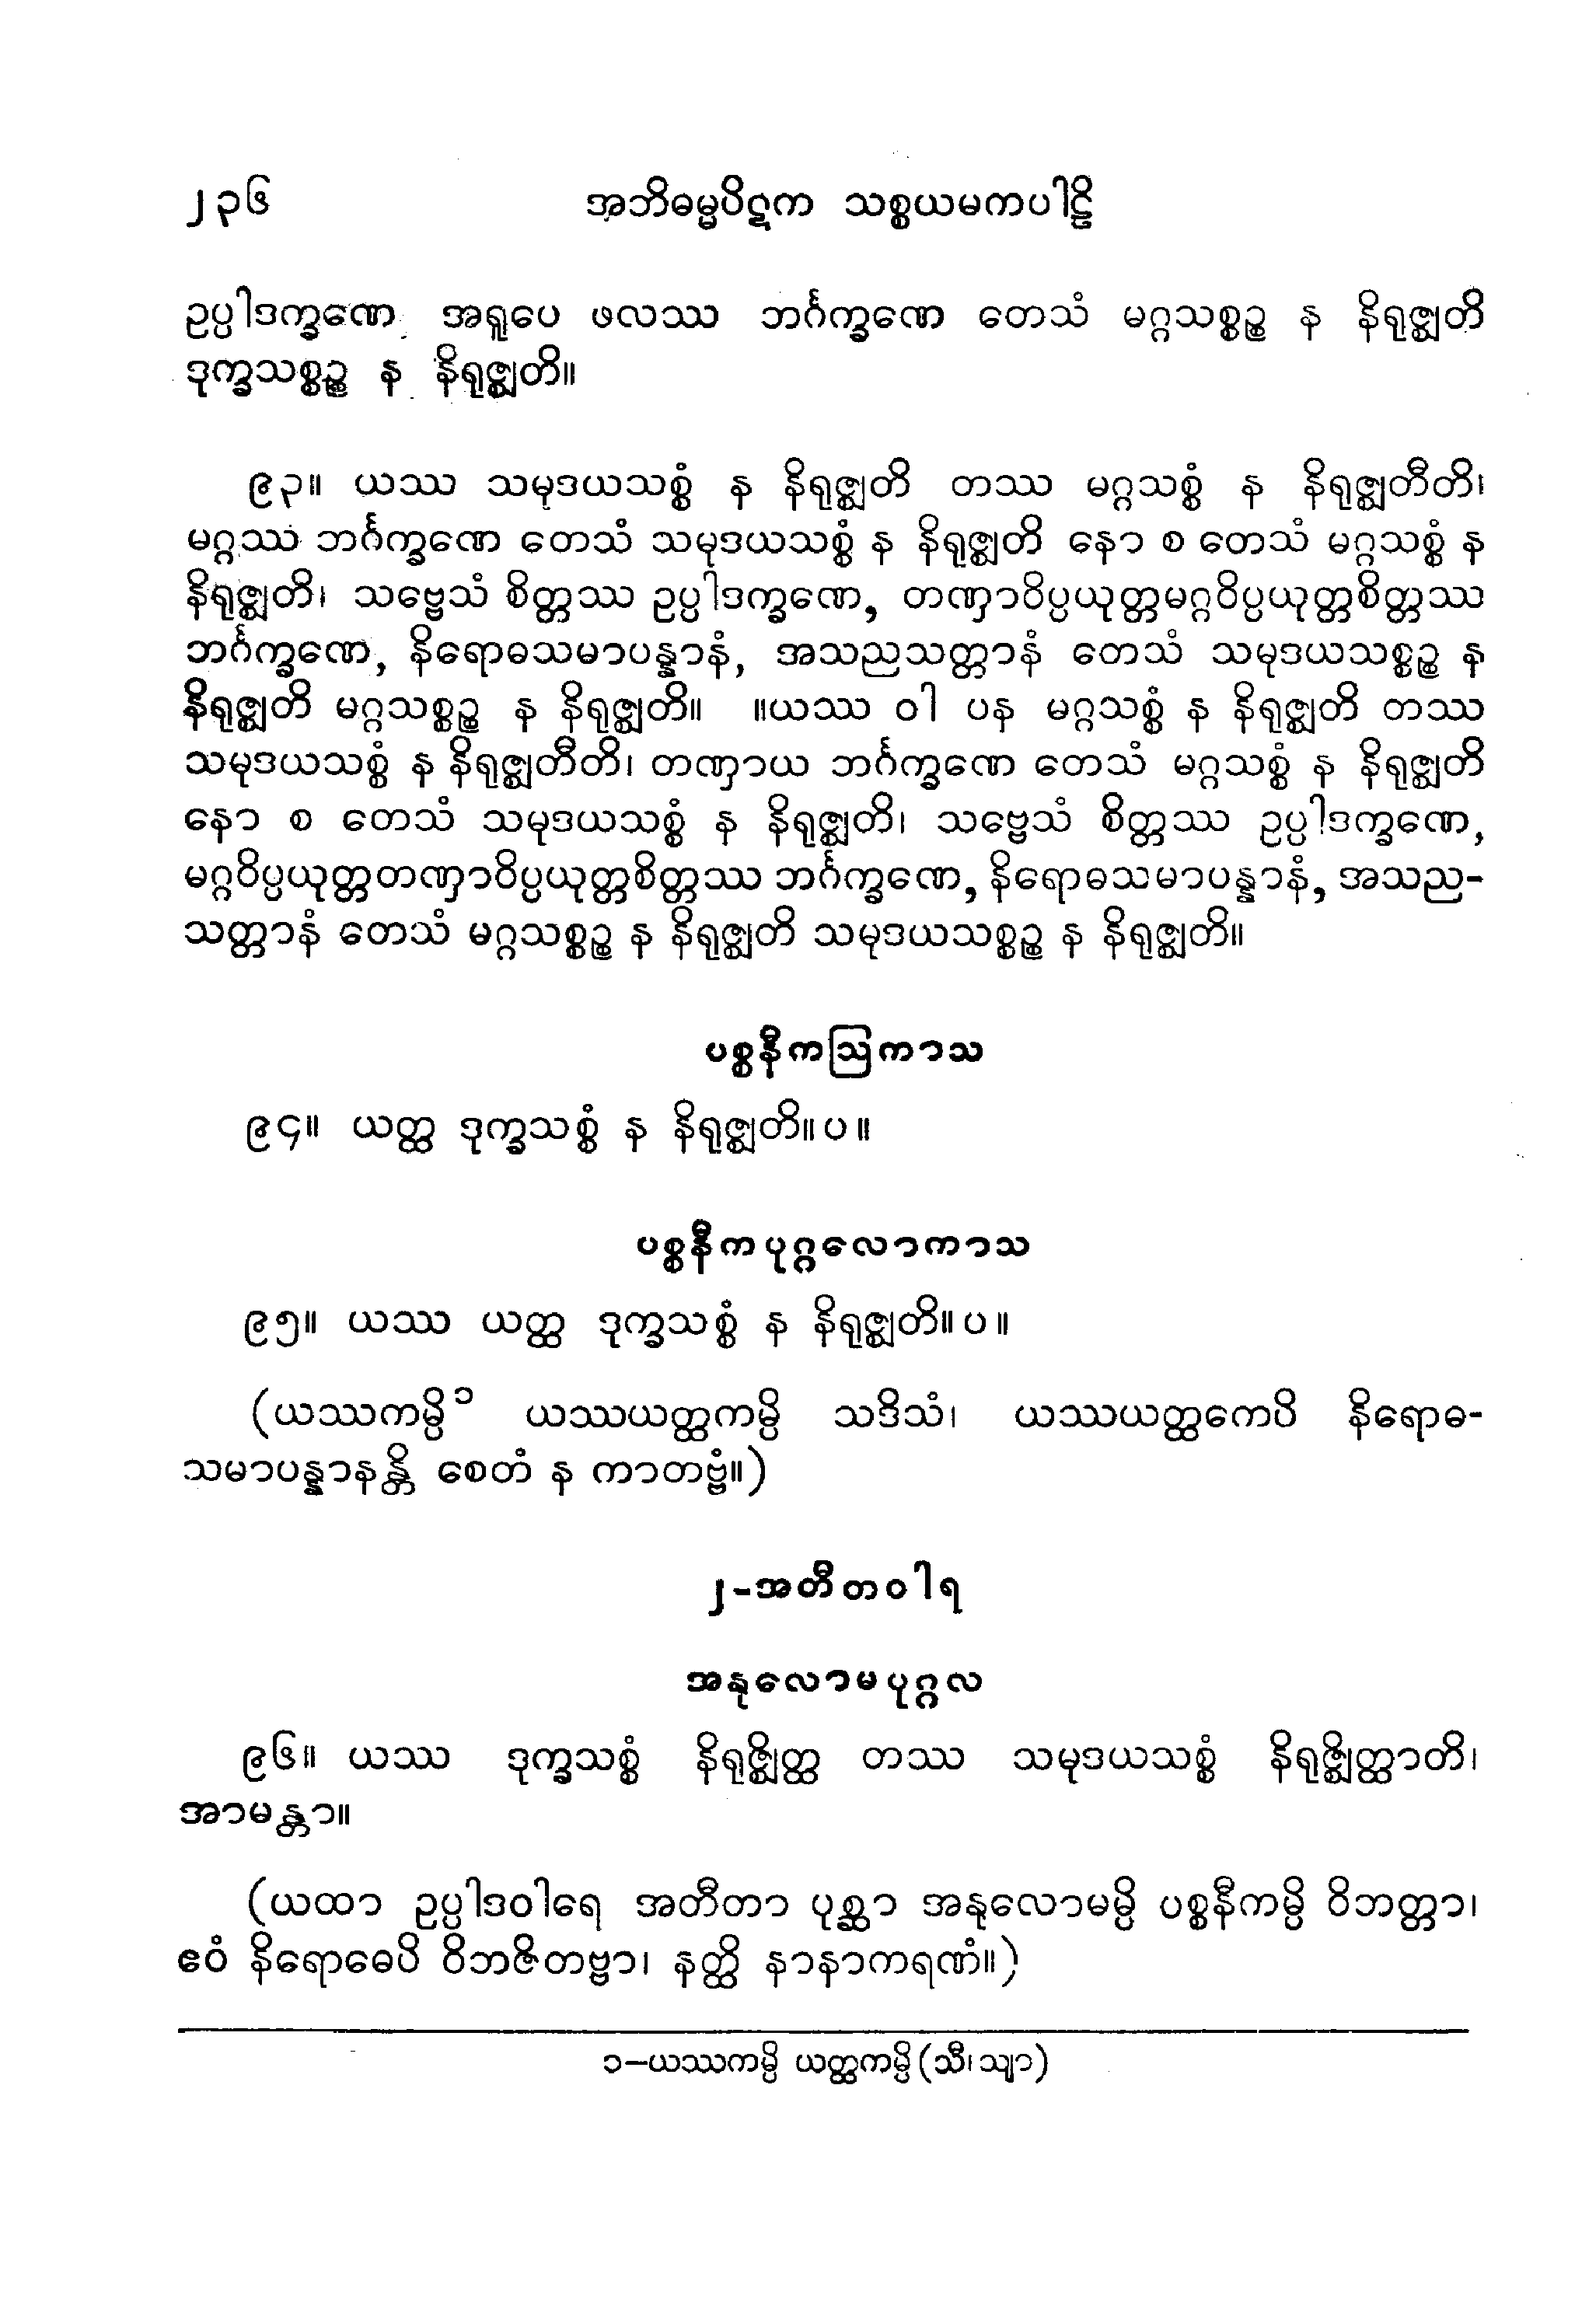 ၂၃၆ အဘိဓမ္မပိဋက သစ္စယမကပါဠိ
ဥပ္ပါဒက္ခဏေ အရူပေ ဖလဿ ဘင်္ဂက္ခဏေ တေသံ မဂ္ဂသစ္စဉ္စ န နိရုဇ္ဈတိ
ဒုက္ခသစ္စဉ္စ န နိရုဇ္ဈတိ။
၉၃။ ယဿ သမုဒယသစ္စံ န နိရုဇ္ဈတိ တဿ မဂ္ဂသစ္စံ န နိရုဇ္ဈတီတိ၊
မဂ္ဂဿ ဘင်္ဂက္ခဏေ တေသံ သမုဒယသစ္စံ န နိရုဇ္ဈတိ နော စ တေသံ မဂ္ဂသစ္စံ န
နိရုဇ္ဈတိ၊ သဗ္ဗေသံ စိတ္တဿ ဥပ္ပါဒက္ခဏေ, တဏှာဝိပ္ပယုတ္တမဂ္ဂဝိပ္ပယုတ္တစိတ္တဿ
ဘင်္ဂက္ခဏေ, နိရောဓသမာပန္နာနံ, အသညသတ္တာနံ တေသံ သမုဒယသစ္စဉ္စ န
နိရုဇ္ဈတိ မဂ္ဂသစ္စဉ္စ န နိရုဇ္ဈတိ။ ။ယဿ ဝါ ပန မဂ္ဂသစ္စံ န နိရုဇ္ဈတိ တဿ
သမုဒယသစ္စံ န နိရုဇ္ဈတီတိ၊ တဏှာယ ဘင်္ဂက္ခဏေ တေသံ မဂ္ဂသစ္စံ န နိရုဇ္ဈတိ
နော စ တေသံ သမုဒယသစ္စံ န နိရုဇ္ဈတိ၊ သဗ္ဗေသံ စိတ္တဿ ဥပ္ပါဒက္ခဏေ,
မဂ္ဂဝိပ္ပယုတ္တတဏှာဝိပ္ပယုတ္တစိတ္တဿ ဘင်္ဂက္ခဏေ, နိရောဓသမာပန္နာနံ, အသည-
သတ္တာနံ တေသံ မဂ္ဂသစ္စဉ္စ န နိရုဇ္ဈတိ သမုဒယသစ္စဉ္စ န နိရုဇ္ဈတိ။
ပစ္စနီကဩကာသ
၉၄။ ယတ္ထ ဒုက္ခသစ္စံ န နိရုဇ္ဈတိ။ပ။
ပစ္စနီကပုဂ္ဂလောကာသ
၉၅။ ယဿ ယတ္ထ ဒုက္ခသစ္စံ န နိရုဇ္ဈတိ။ပ။
(ယဿကမ္ပိ၁ ယဿယတ္ထကမ္ပိ သဒိသံ၊ ယဿယတ္ထကေပိ နိရောဓ-
သမာပန္နာနန္တိ စေတံ န ကာတဗ္ဗံ။)
၂-အတီတဝါရ
အနုလောမပုဂ္ဂလ
၉၆။ ယဿ ဒုက္ခသစ္စံ နိရုဇ္ဈိတ္ထ တဿ သမုဒယသစ္စံ နိရုဇ္ဈိတ္ထာတိ၊
အာမန္တာ။
(ယထာ ဥပ္ပါဒဝါရေ အတီတာ ပုစ္ဆာ အနုလောမမ္ပိ ပစ္စနီကမ္ပိ ဝိဘတ္တာ၊
ဧဝံ နိရောဓေပိ ဝိဘဇိတဗ္ဗာ၊ နတ္ထိ နာနာကရဏံ။)
၁–ယဿကမ္ပိ ယတ္ထကမ္ပိ (သီ၊ သျာ)